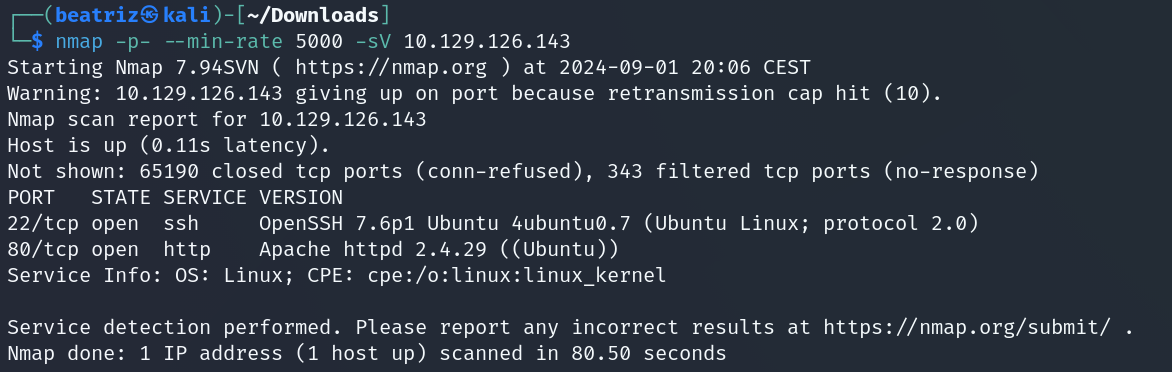 ┌──(beatriz㉿kali)-[~/Downloads]
└─$ nmap -p- --min-rate 5000 -sV 10.129.126.143
Starting Nmap 7.94SVN ( https://nmap.org ) at 2024-09-01 20:06 CEST
Warning: 10.129.126.143 giving up on port because retransmission cap hit (10).
Nmap scan report for 10.129.126.143
Host is up (0.11s latency).
Not shown: 65190 closed tcp ports (conn-refused), 343 filtered tcp ports (no-response)
PORT   STATE SERVICE VERSION
22/tcp open  ssh     OpenSSH 7.6p1 Ubuntu 4ubuntu0.7 (Ubuntu Linux; protocol 2.0)
80/tcp open  http    Apache httpd 2.4.29 ((Ubuntu))
Service Info: OS: Linux; CPE: cpe:/o:linux:linux_kernel

Service detection performed. Please report any incorrect results at https://nmap.org/submit/ .
Nmap done: 1 IP address (1 host up) scanned in 80.50 seconds